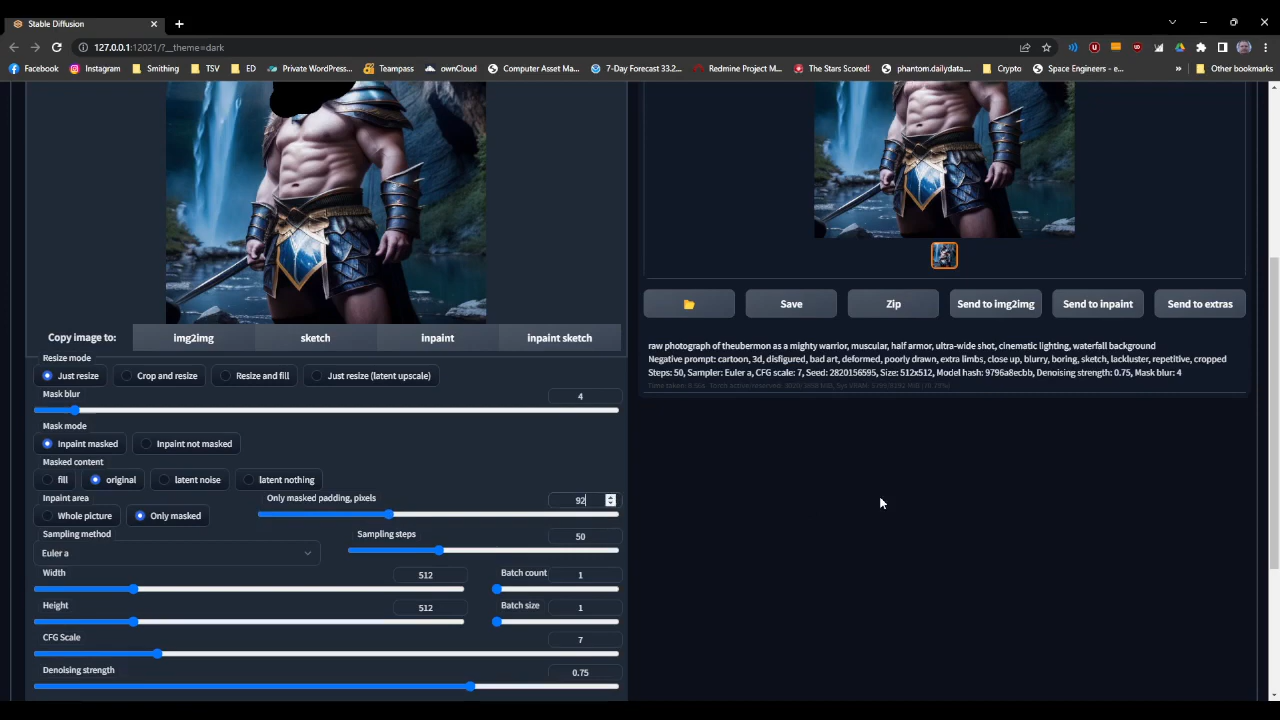 Stable Diffusion
127.0.0.1:12021/?__theme=dark
Facebook Instagram Smithing TSV ED Private WordPress... Teampass ownCloud Computer Asset Ma... 7-Day Forecast 33.2... Redmine Project M... The Stars Scored! phantom.dailydata... Crypto Space Engineers - e... » Other bookmarks
Copy image to: img2img sketch inpaint inpaint sketch
Resize mode
Just resize Crop and resize Resize and fill Just resize (latent upscale)
Mask blur 4
Mask mode
Inpaint masked Inpaint not masked
Masked content
fill original latent noise latent nothing
Inpaint area Only masked padding, pixels 92
Whole picture Only masked
Sampling method Sampling steps 50
Euler a
Width 512 Batch count 1
Height 512 Batch size 1
CFG Scale 7
Denoising strength 0.75
Save Zip Send to img2img Send to inpaint Send to extras
raw photograph of theubermon as a mighty warrior, muscular, half armor, ultra-wide shot, cinematic lighting, waterfall background
Negative prompt: cartoon, 3d, disfigured, bad art, deformed, poorly drawn, extra limbs, close up, blurry, boring, sketch, lackluster, repetitive, cropped
Steps: 50, Sampler: Euler a, CFG scale: 7, Seed: 2820156595, Size: 512x512, Model hash: 9796a8ecbb, Denoising strength: 0.75, Mask blur: 4